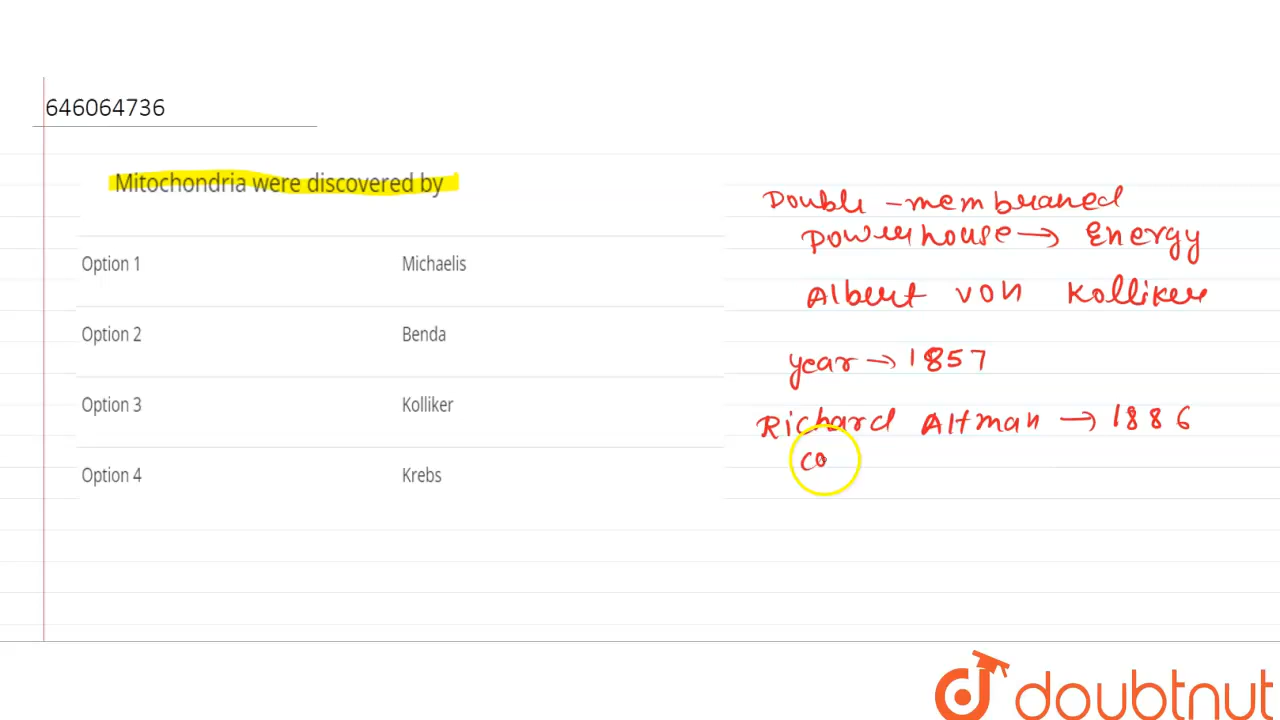 646064736
Mitochondria were discovered by
Option 1 Michaelis
Option 2 Benda
Option 3 Kolliker
Option 4 Krebs
Double-membraned
Powerhouse → Energy
Albert von Kolliker
year → 1857
Richard Altman → 1886
co
doubtnut